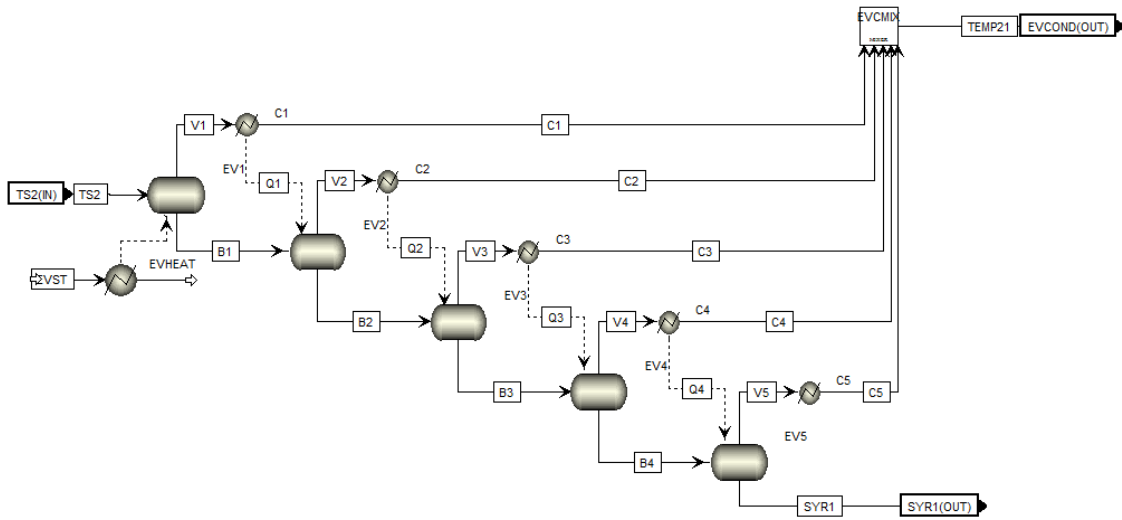 EVCMIX
MIXER
TEMP21
EVCOND(OUT)
V1
C1
C1
EV1
Q1
V2
C2
C2
TS2(IN)
TS2
EV2
Q2
V3
C3
C3
B1
EVHEAT
EVST
EV3
Q3
V4
C4
C4
B2
EV4
Q4
V5
C5
C5
B3
EV5
B4
SYR1
SYR1(OUT)